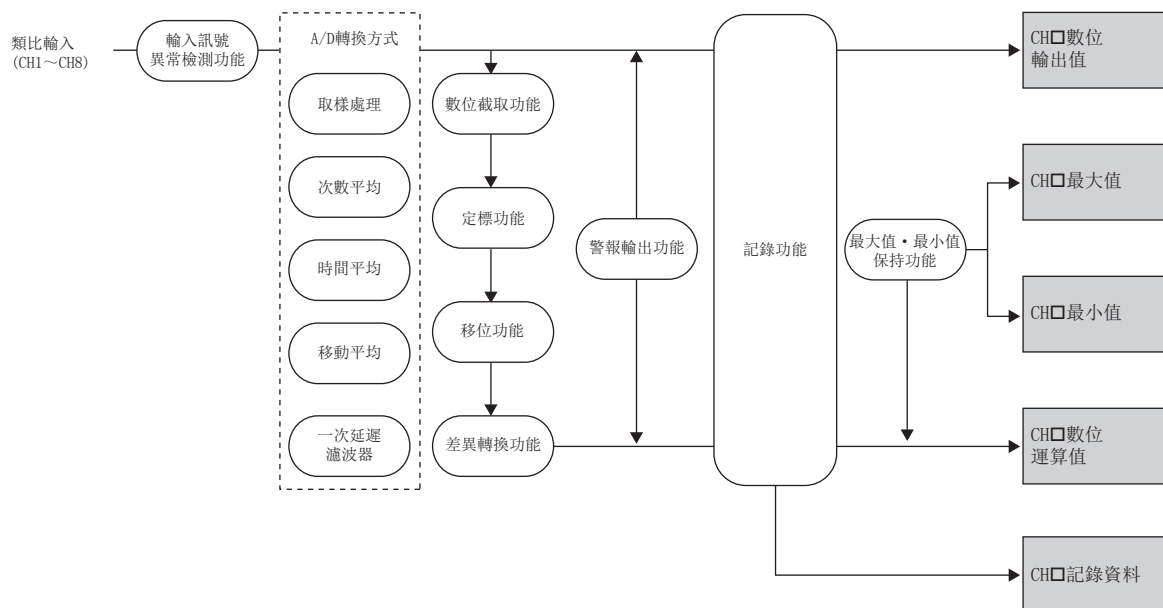 類比輸入
(CH1～CH8)
輸入訊號
異常檢測功能
A/D轉換方式
取樣處理
次數平均
時間平均
移動平均
一次延遲
濾波器
數位截取功能
定標功能
移位功能
差異轉換功能
警報輸出功能
記錄功能
最大值・最小值
保持功能
CH□數位
輸出值
CH□最大值
CH□最小值
CH□數位
運算值
CH□記錄資料